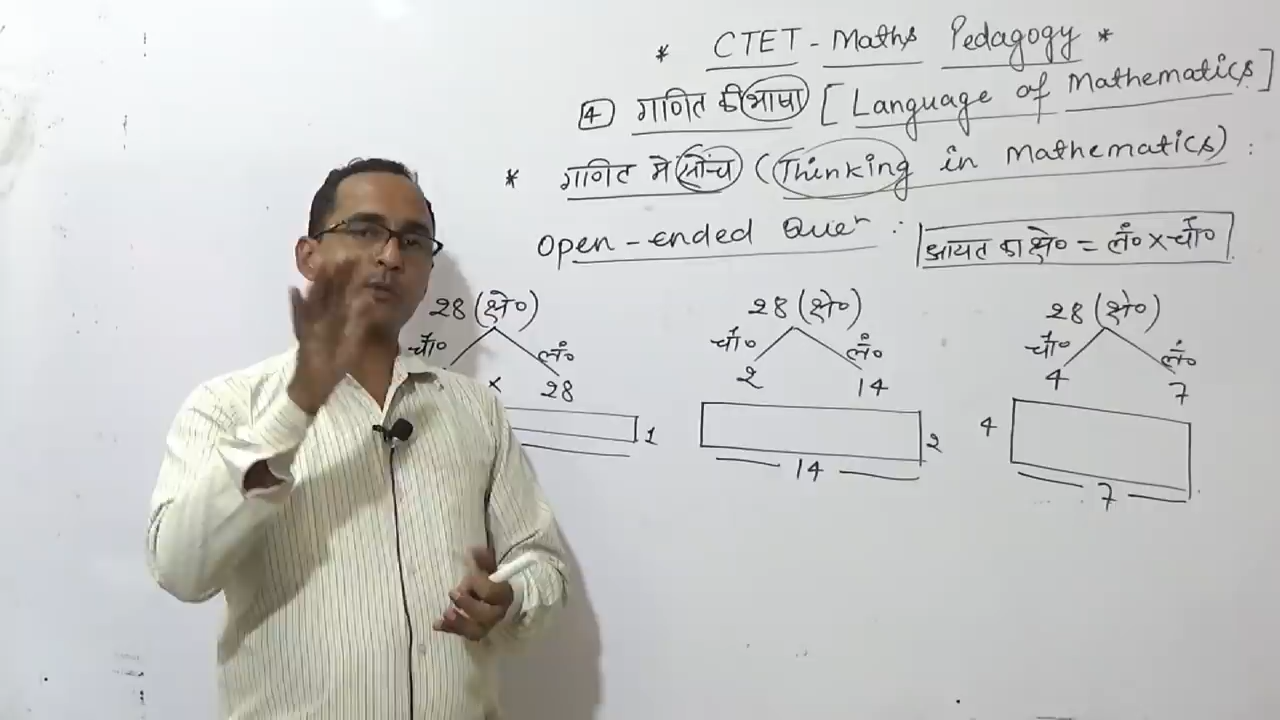 * CTET - Maths Pedagogy *
4 गणित की भाषा [Language of Mathematics]
* गणित मे सोंच (Thinking in Mathematics) :
Open-ended Quen :
आयत का क्षे० = लं० x चौ०
28 (क्षे०) 28 (क्षे०) 28 (क्षे०)
चौ० लं० चौ० लं० चौ० लं०
x 28 2 14 4 7
1 2 4
14 7